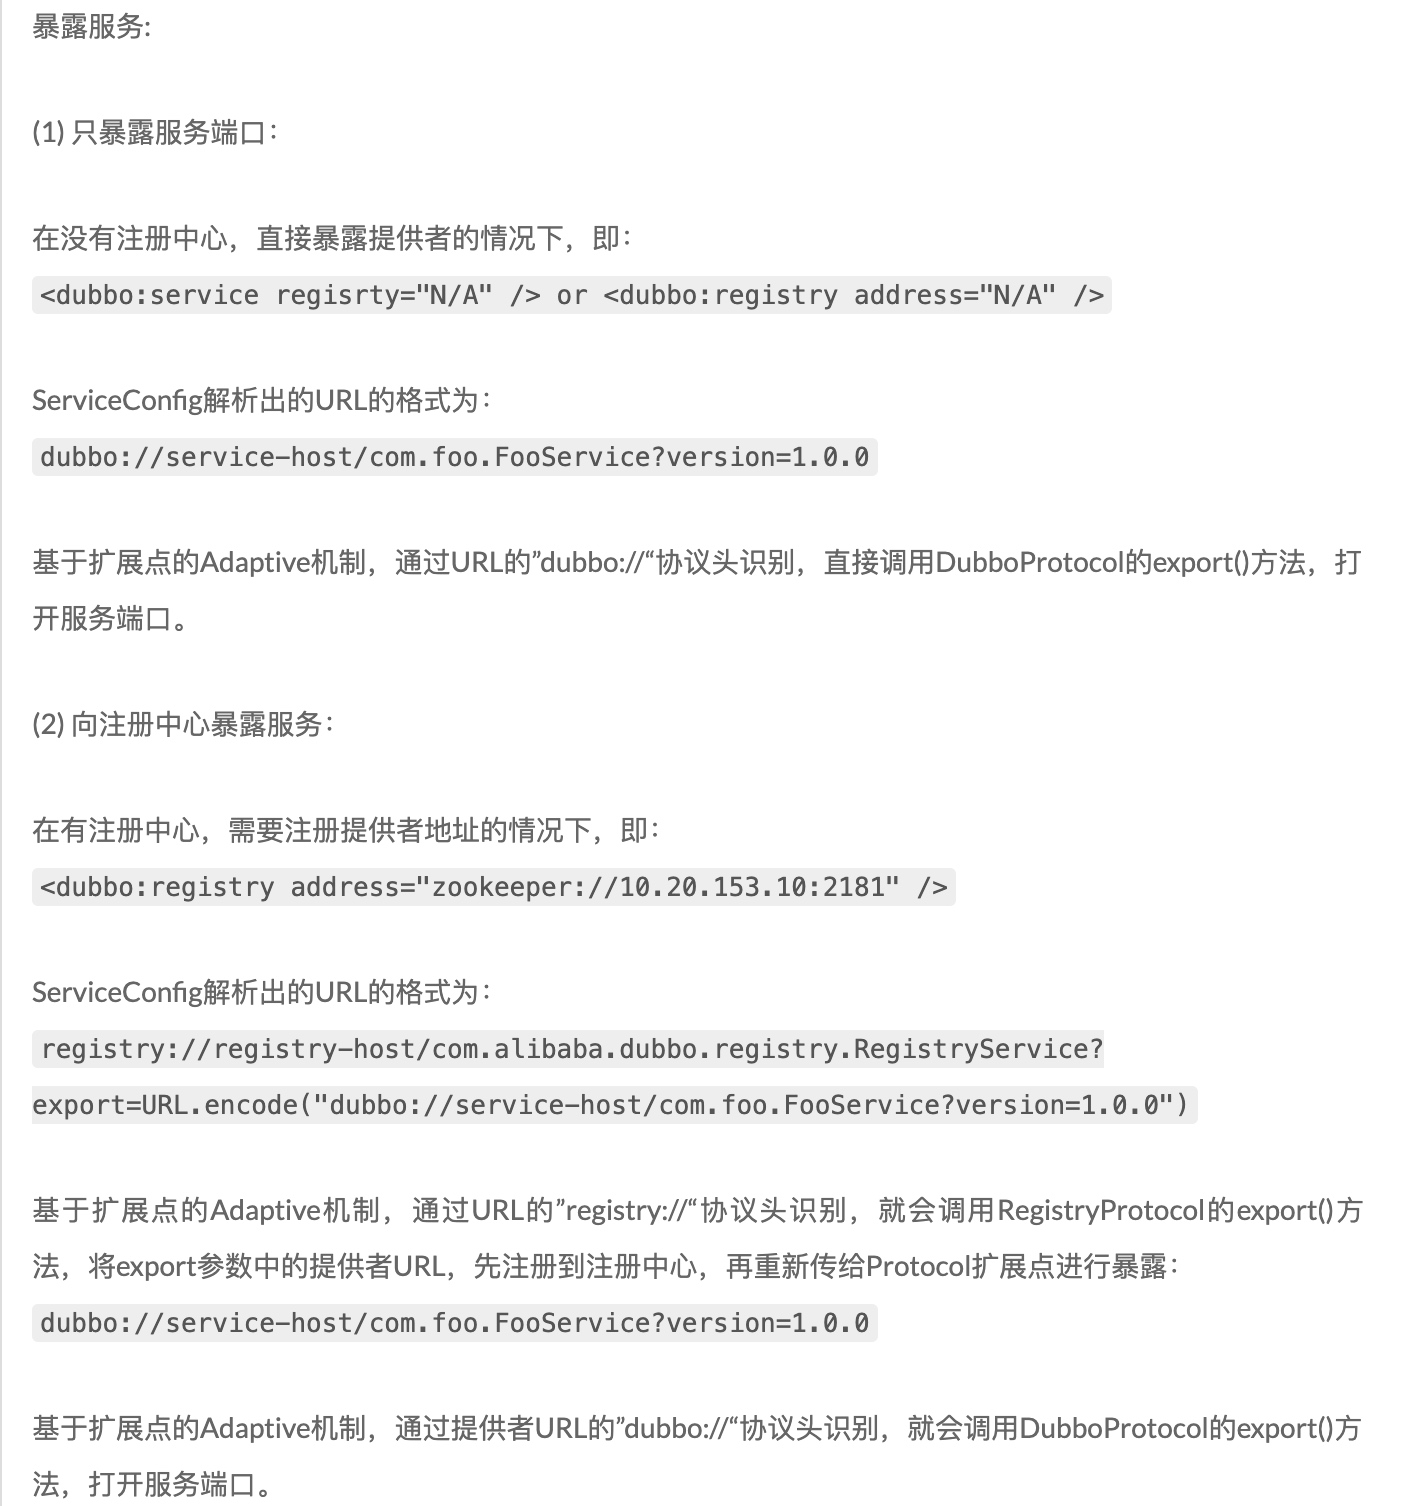 暴露服务:
(1) 只暴露服务端口：
在没有注册中心，直接暴露提供者的情况下，即：
<dubbo:service regisrty="N/A" /> or <dubbo:registry address="N/A" />
ServiceConfig解析出的URL的格式为：
dubbo://service-host/com.foo.FooService?version=1.0.0
基于扩展点的Adaptive机制，通过URL的”dubbo://“协议头识别，直接调用DubboProtocol的export()方法，打
开服务端口。
(2) 向注册中心暴露服务：
在有注册中心，需要注册提供者地址的情况下，即：
<dubbo:registry address="zookeeper://10.20.153.10:2181" />
ServiceConfig解析出的URL的格式为：
registry://registry-host/com.alibaba.dubbo.registry.RegistryService?
export=URL.encode("dubbo://service-host/com.foo.FooService?version=1.0.0")
基于扩展点的Adaptive机制，通过URL的”registry://“协议头识别，就会调用RegistryProtocol的export()方
法，将export参数中的提供者URL，先注册到注册中心，再重新传给Protocol扩展点进行暴露：
dubbo://service-host/com.foo.FooService?version=1.0.0
基于扩展点的Adaptive机制，通过提供者URL的”dubbo://“协议头识别，就会调用DubboProtocol的export()方
法，打开服务端口。